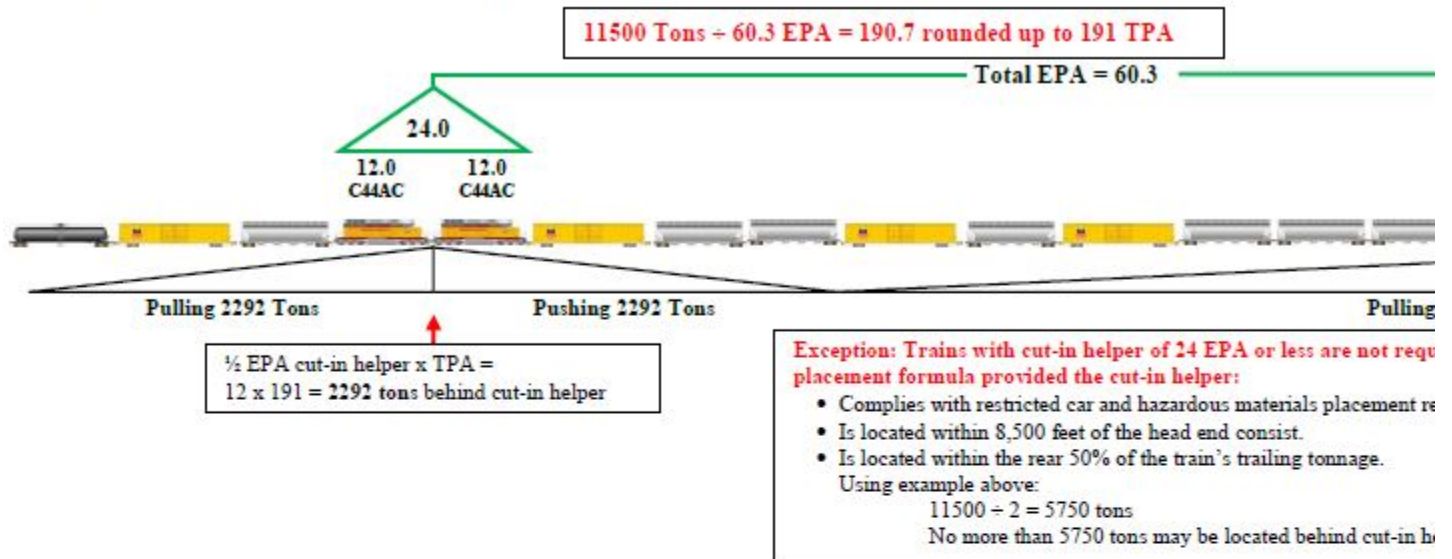 11500 Tons ÷ 60.3 EPA = 190.7 rounded up to 191 TPA
Total EPA = 60.3
24.0
12.0 12.0
C44AC C44AC
Pulling 2292 Tons Pushing 2292 Tons Pulling
½ EPA cut-in helper x TPA =
12 x 191 = 2292 tons behind cut-in helper
Exception: Trains with cut-in helper of 24 EPA or less are not requ
placement formula provided the cut-in helper:
• Complies with restricted car and hazardous materials placement re
• Is located within 8,500 feet of the head end consist.
• Is located within the rear 50% of the train’s trailing tonnage.
Using example above:
11500 ÷ 2 = 5750 tons
No more than 5750 tons may be located behind cut-in he